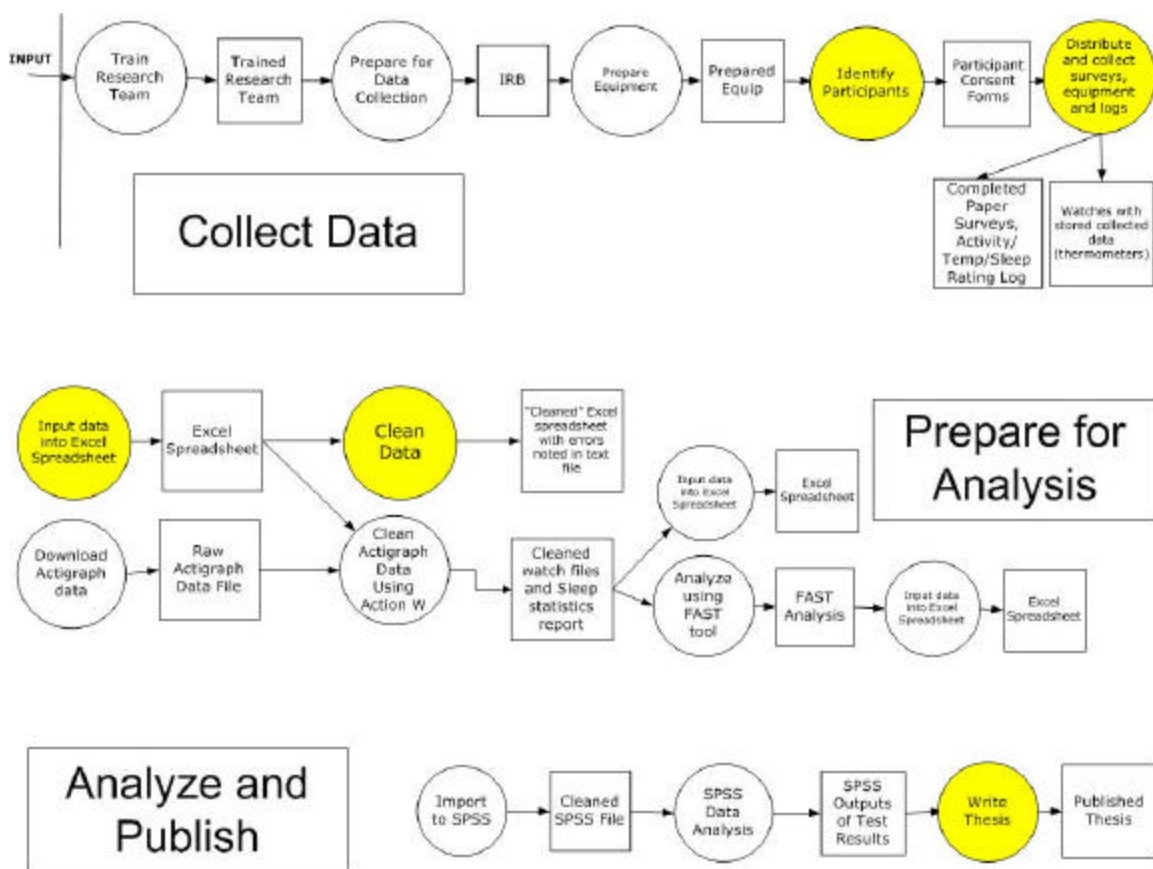 INPUT
Train
Research
Team
Trained
Research
Team
Prepare for
Data
Collection
IRB
Prepare
Equipment
Prepared
Equip
Identify
Participants
Participant
Consent
Forms
Distribute
and collect
surveys,
equipment
and logs
Completed
Paper
Surveys,
Activity/
Temp/Sleep
Rating Log
Watches with
stored collected
data
(thermometers)
Collect Data
Input data
into Excel
Spreadsheet
Excel
Spreadsheet
Clean
Data
"Cleaned" Excel
spreadsheet
with errors
noted in text
file
Prepare for
Analysis
Input data
into Excel
Spreadsheet
Excel
Spreadsheet
Download
Actigraph
data
Raw
Actigraph
Data File
Clean
Actigraph
Data
Using
Action W
Cleaned
watch files
and Sleep
statistics
report
Analyze
using
FAST
tool
FAST
Analysis
Input data
into Excel
Spreadsheet
Excel
Spreadsheet
Analyze and
Publish
Import
to SPSS
Cleaned
SPSS File
SPSS
Data
Analysis
SPSS
Outputs
of Test
Results
Write
Thesis
Published
Thesis